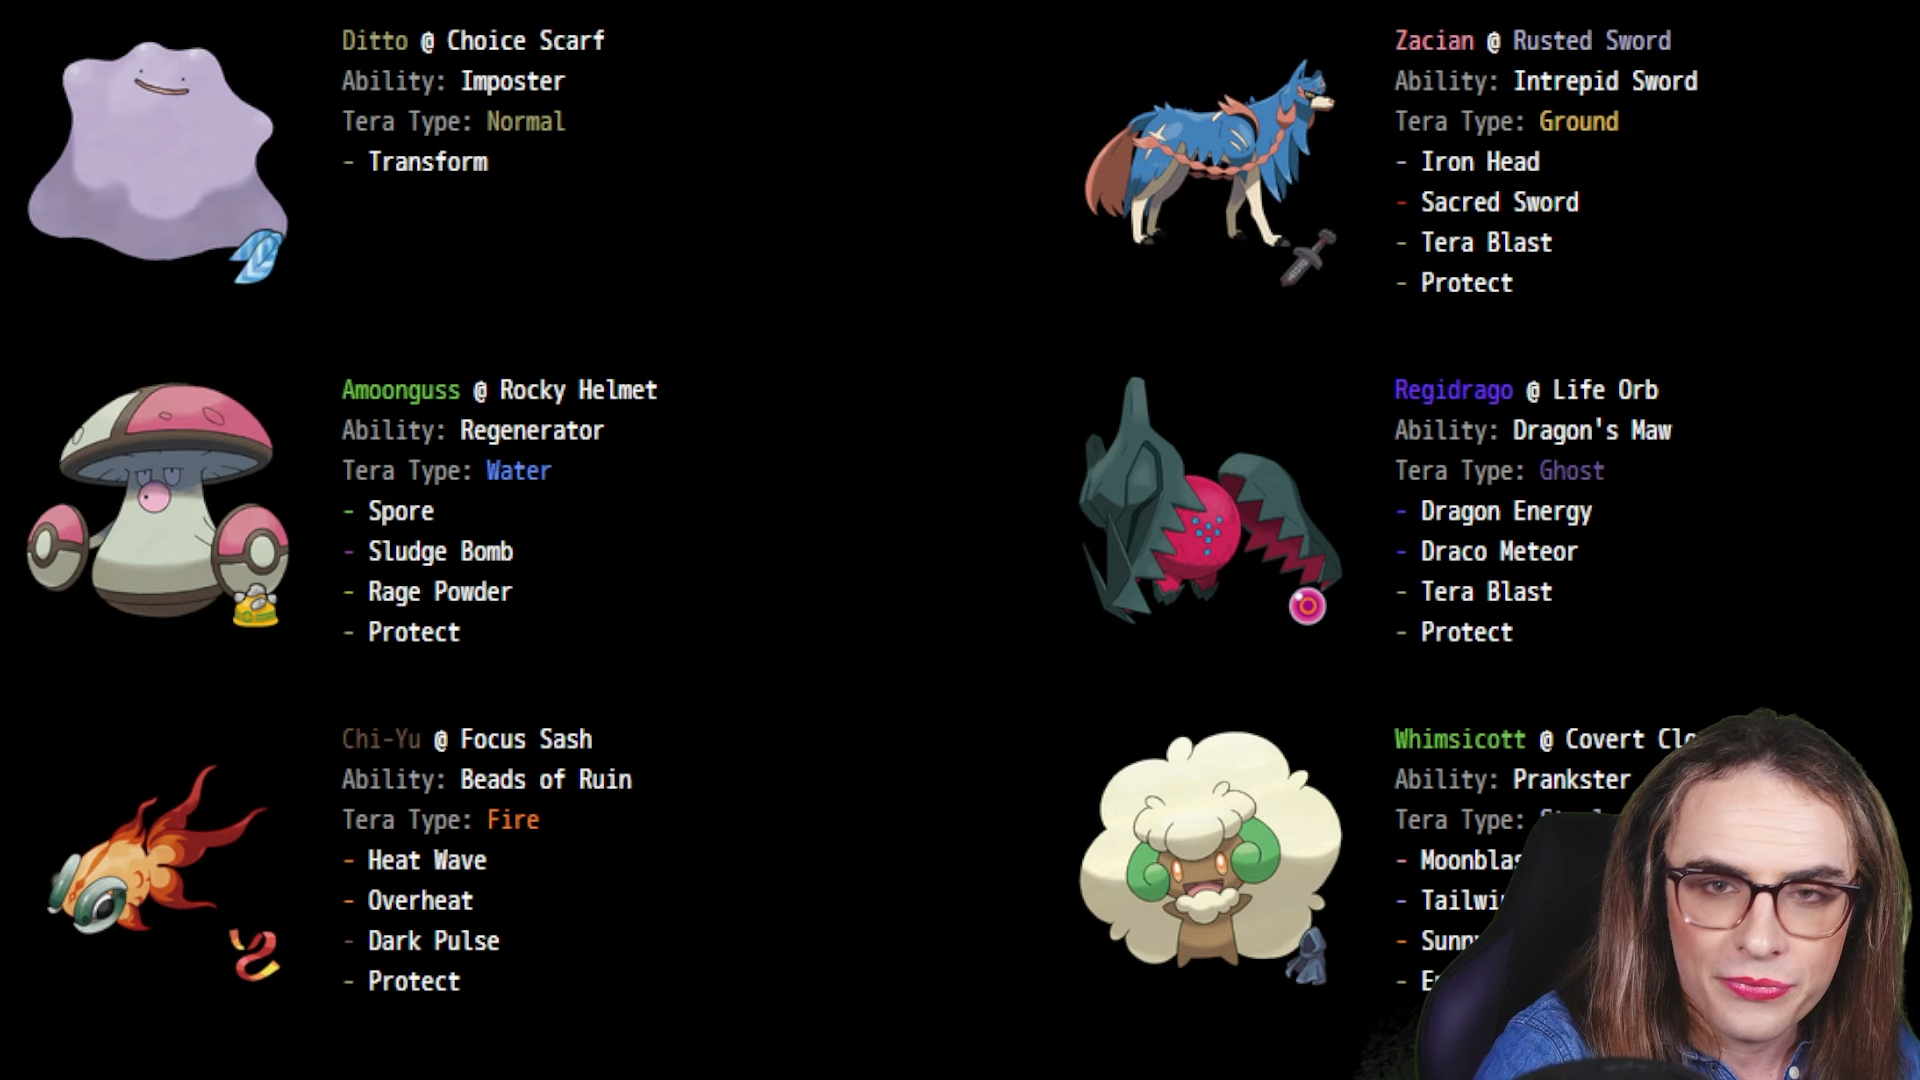 Ditto @ Choice Scarf
Ability: Imposter
Tera Type: Normal
- Transform
Zacian @ Rusted Sword
Ability: Intrepid Sword
Tera Type: Ground
- Iron Head
- Sacred Sword
- Tera Blast
- Protect
Amoonguss @ Rocky Helmet
Ability: Regenerator
Tera Type: Water
- Spore
- Sludge Bomb
- Rage Powder
- Protect
Regidrago @ Life Orb
Ability: Dragon's Maw
Tera Type: Ghost
- Dragon Energy
- Draco Meteor
- Tera Blast
- Protect
Chi-Yu @ Focus Sash
Ability: Beads of Ruin
Tera Type: Fire
- Heat Wave
- Overheat
- Dark Pulse
- Protect
Whimsicott @ Covert
Ability: Prankster
Tera Type: